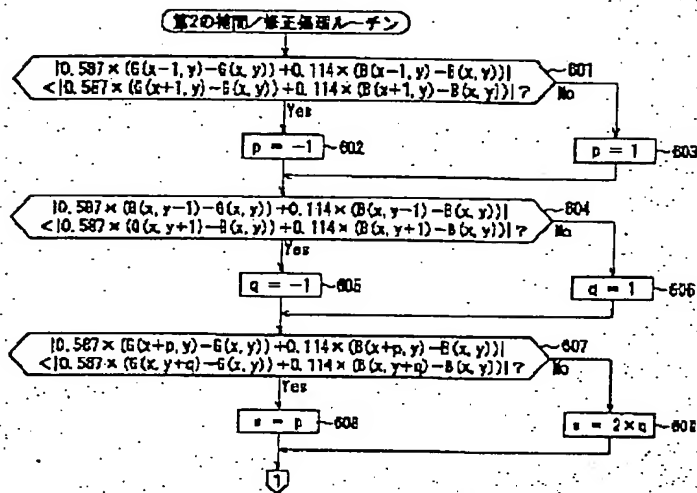 第2の補間／修正処理ルーチン
|0.587×(G(x-1, y)-G(x, y))+0.114×(B(x-1, y)-B(x, y))|
<|0.587×(G(x+1, y)-G(x, y))+0.114×(B(x+1, y)-B(x, y))|?
601
Yes
No
p = -1
602
p = 1
603
|0.587×(G(x, y-1)-G(x, y))+0.114×(B(x, y-1)-B(x, y))|
<|0.587×(G(x, y+1)-G(x, y))+0.114×(B(x, y+1)-B(x, y))|?
604
Yes
No
q = -1
605
q = 1
606
|0.587×(G(x+p, y)-G(x, y))+0.114×(B(x+p, y)-B(x, y))|
<|0.587×(G(x, y+q)-G(x, y))+0.114×(B(x, y+q)-B(x, y))|?
607
Yes
No
s = p
608
s = 2×q
609
1